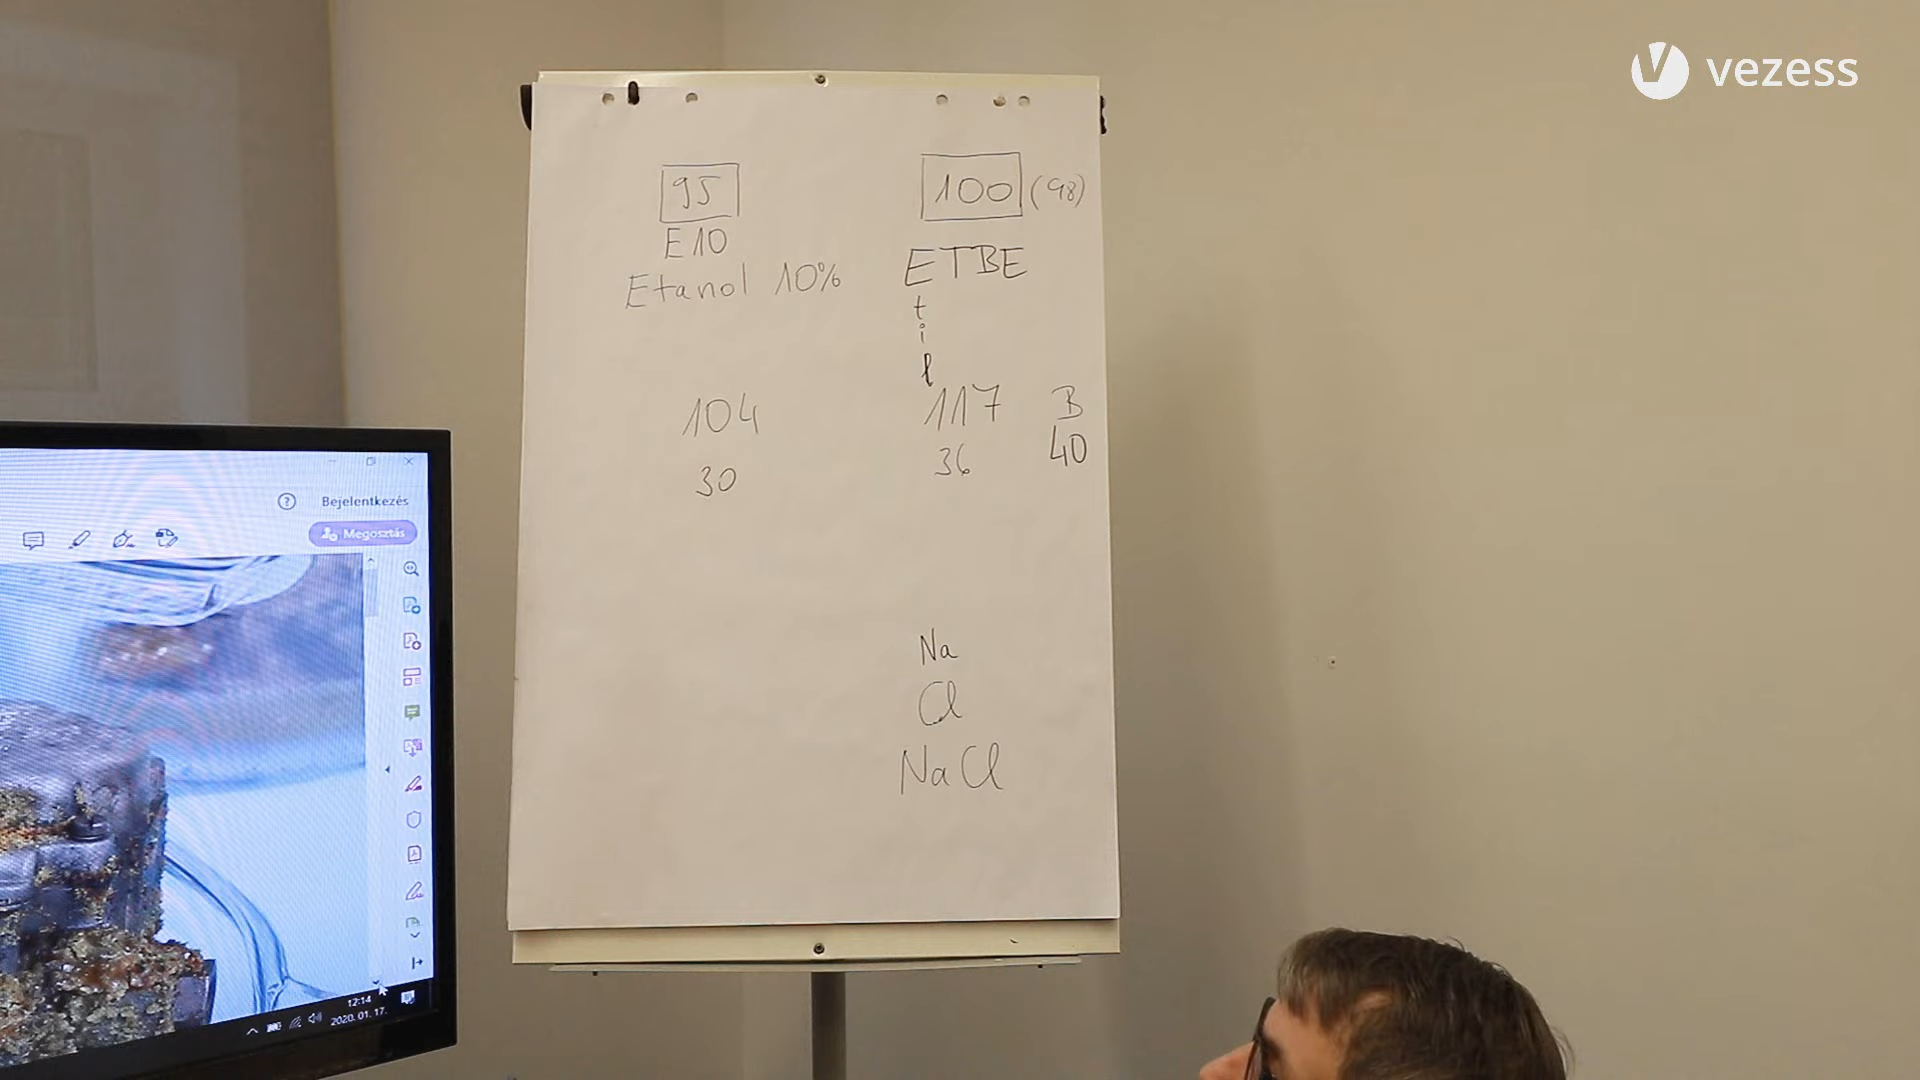 vezess
95
E10
Etanol 10%
104
30
100 (98)
ETBE
t
i
l
117
36
B
40
Na
Cl
NaCl
Bejelentkezés
Megosztás
12:14
2020. 01. 17.